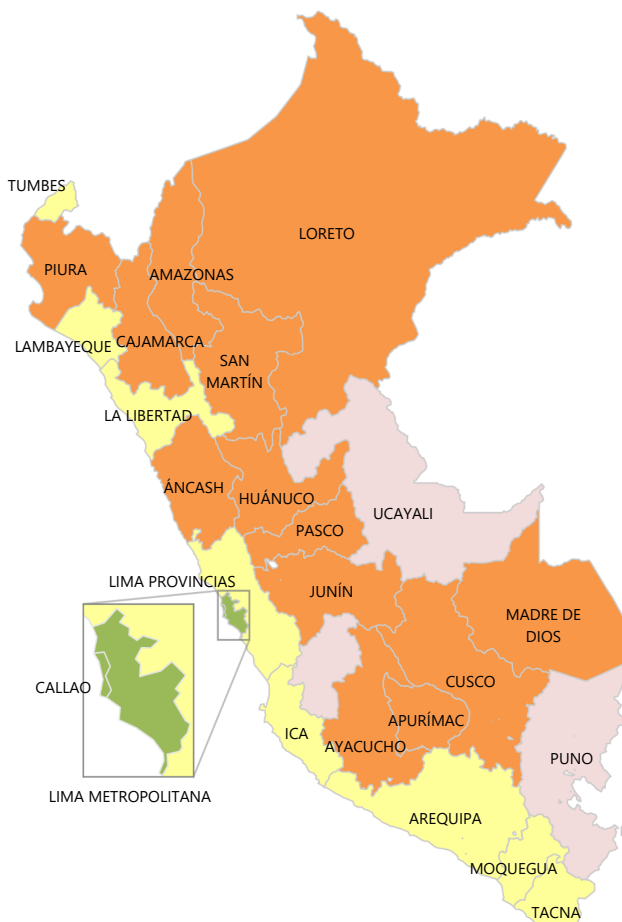 TUMBES
LORETO
PIURA
AMAZONAS
LAMBAYEQUE
CAJAMARCA
SAN
MARTÍN
LA LIBERTAD
ÁNCASH
HUÁNUCO
UCAYALI
PASCO
LIMA PROVINCIAS
JUNÍN
MADRE DE
DIOS
CALLAO
CUSCO
ICA
APURÍMAC
AYACUCHO
PUNO
LIMA METROPOLITANA
AREQUIPA
MOQUEGUA
TACNA